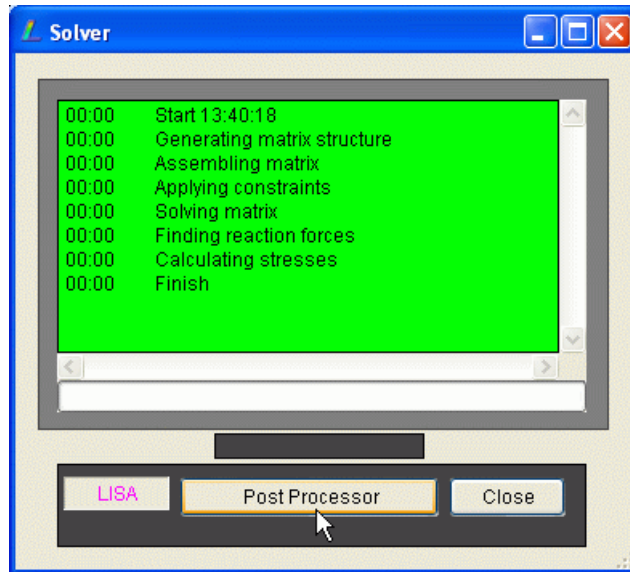 Solver
00:00 Start 13:40:18
00:00 Generating matrix structure
00:00 Assembling matrix
00:00 Applying constraints
00:00 Solving matrix
00:00 Finding reaction forces
00:00 Calculating stresses
00:00 Finish
LISA Post Processor Close